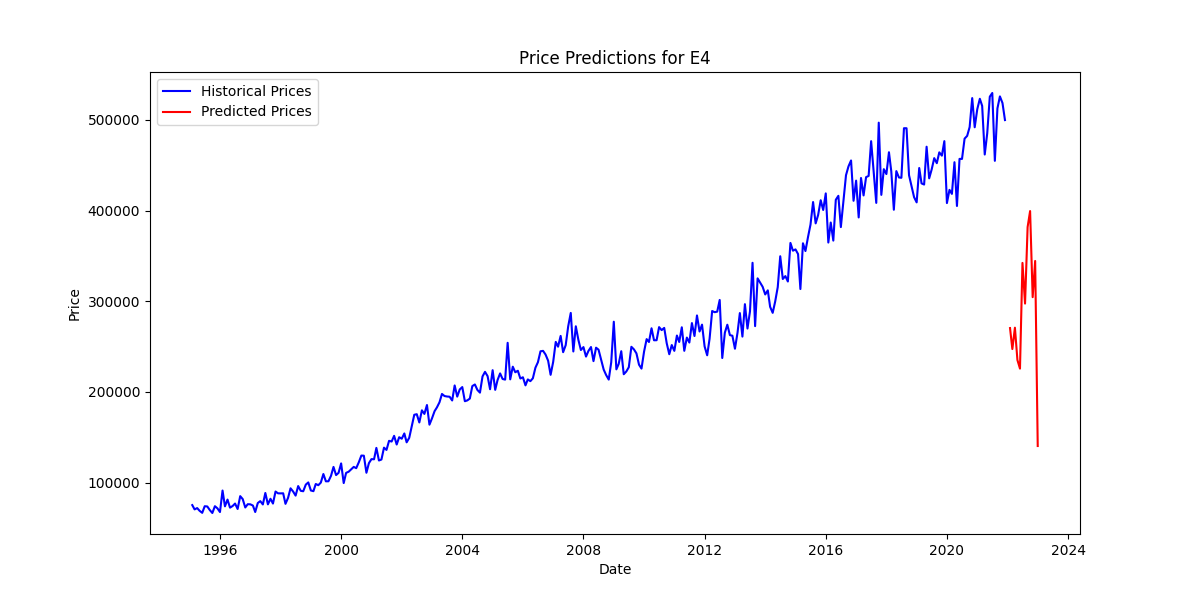 Price Predictions for E4
Historical Prices
Predicted Prices
Price
500000
400000
300000
200000
100000
1996 2000 2004 2008 2012 2016 2020 2024
Date